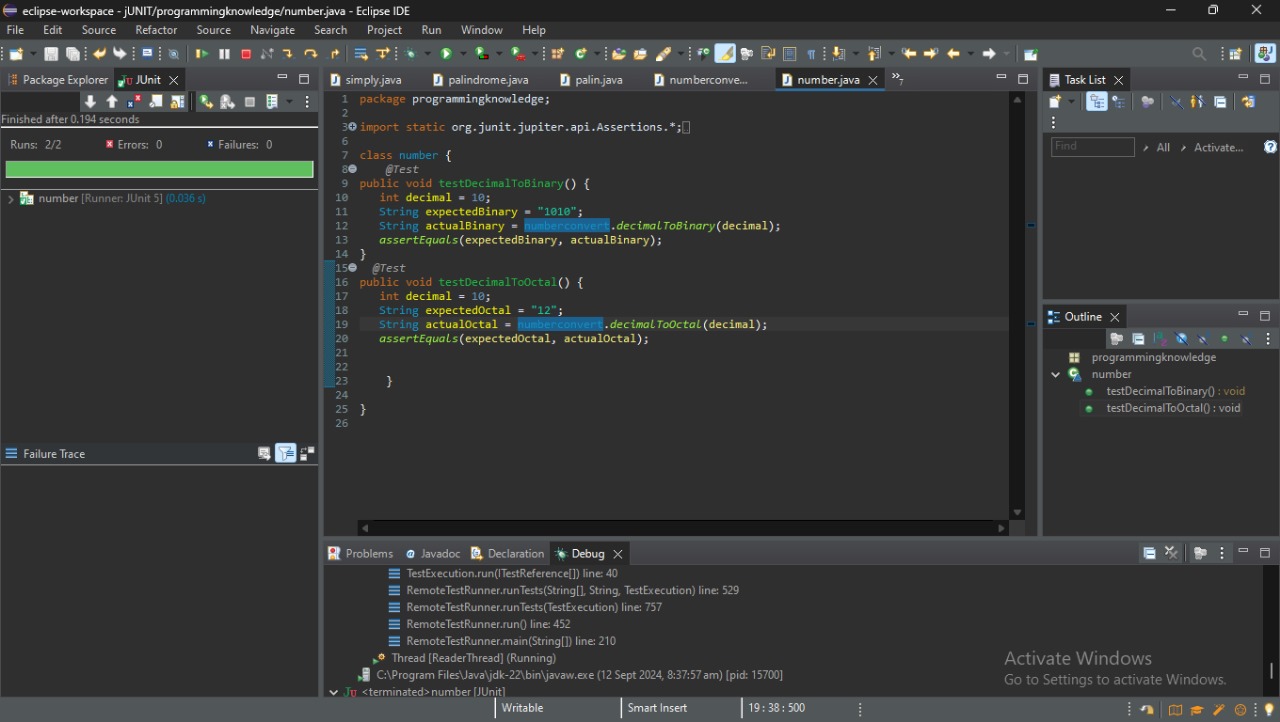 eclipse-workspace - jUNIT/programmingknowledge/number.java - Eclipse IDE
File Edit Source Refactor Source Navigate Search Project Run Window Help
Package Explorer JUnit
Finished after 0.194 seconds
Runs: 2/2 Errors: 0 Failures: 0
number [Runner: JUnit 5] (0.036 s)
Failure Trace
simply.java palindrome.java palin.java numberconve... number.java 7
1 package programmingknowledge;
2
3 import static org.junit.jupiter.api.Assertions.*;
6
7 class number {
8 @Test
9 public void testDecimalToBinary() {
10 int decimal = 10;
11 String expectedBinary = "1010";
12 String actualBinary = numberconvert.decimalToBinary(decimal);
13 assertEquals(expectedBinary, actualBinary);
14 }
15 @Test
16 public void testDecimalToOctal() {
17 int decimal = 10;
18 String expectedOctal = "12";
19 String actualOctal = numberconvert.decimalToOctal(decimal);
20 assertEquals(expectedOctal, actualOctal);
21
22
23 }
24
25 }
26
Task List
Find All Activate...
Outline
programmingknowledge
number
testDecimalToBinary() : void
testDecimalToOctal() : void
Problems Javadoc Declaration Debug
TestExecution.run(ITestReference[]) line: 40
RemoteTestRunner.runTests(String[], String, TestExecution) line: 529
RemoteTestRunner.runTests(TestExecution) line: 757
RemoteTestRunner.run() line: 452
RemoteTestRunner.main(String[]) line: 210
Thread [ReaderThread] (Running)
C:\Program Files\Java\jdk-22\bin\javaw.exe (12 Sept 2024, 8:37:57 am) [pid: 15700]
<terminated>number [JUnit]
Activate Windows
Go to Settings to activate Windows.
Writable Smart Insert 19 : 38 : 500